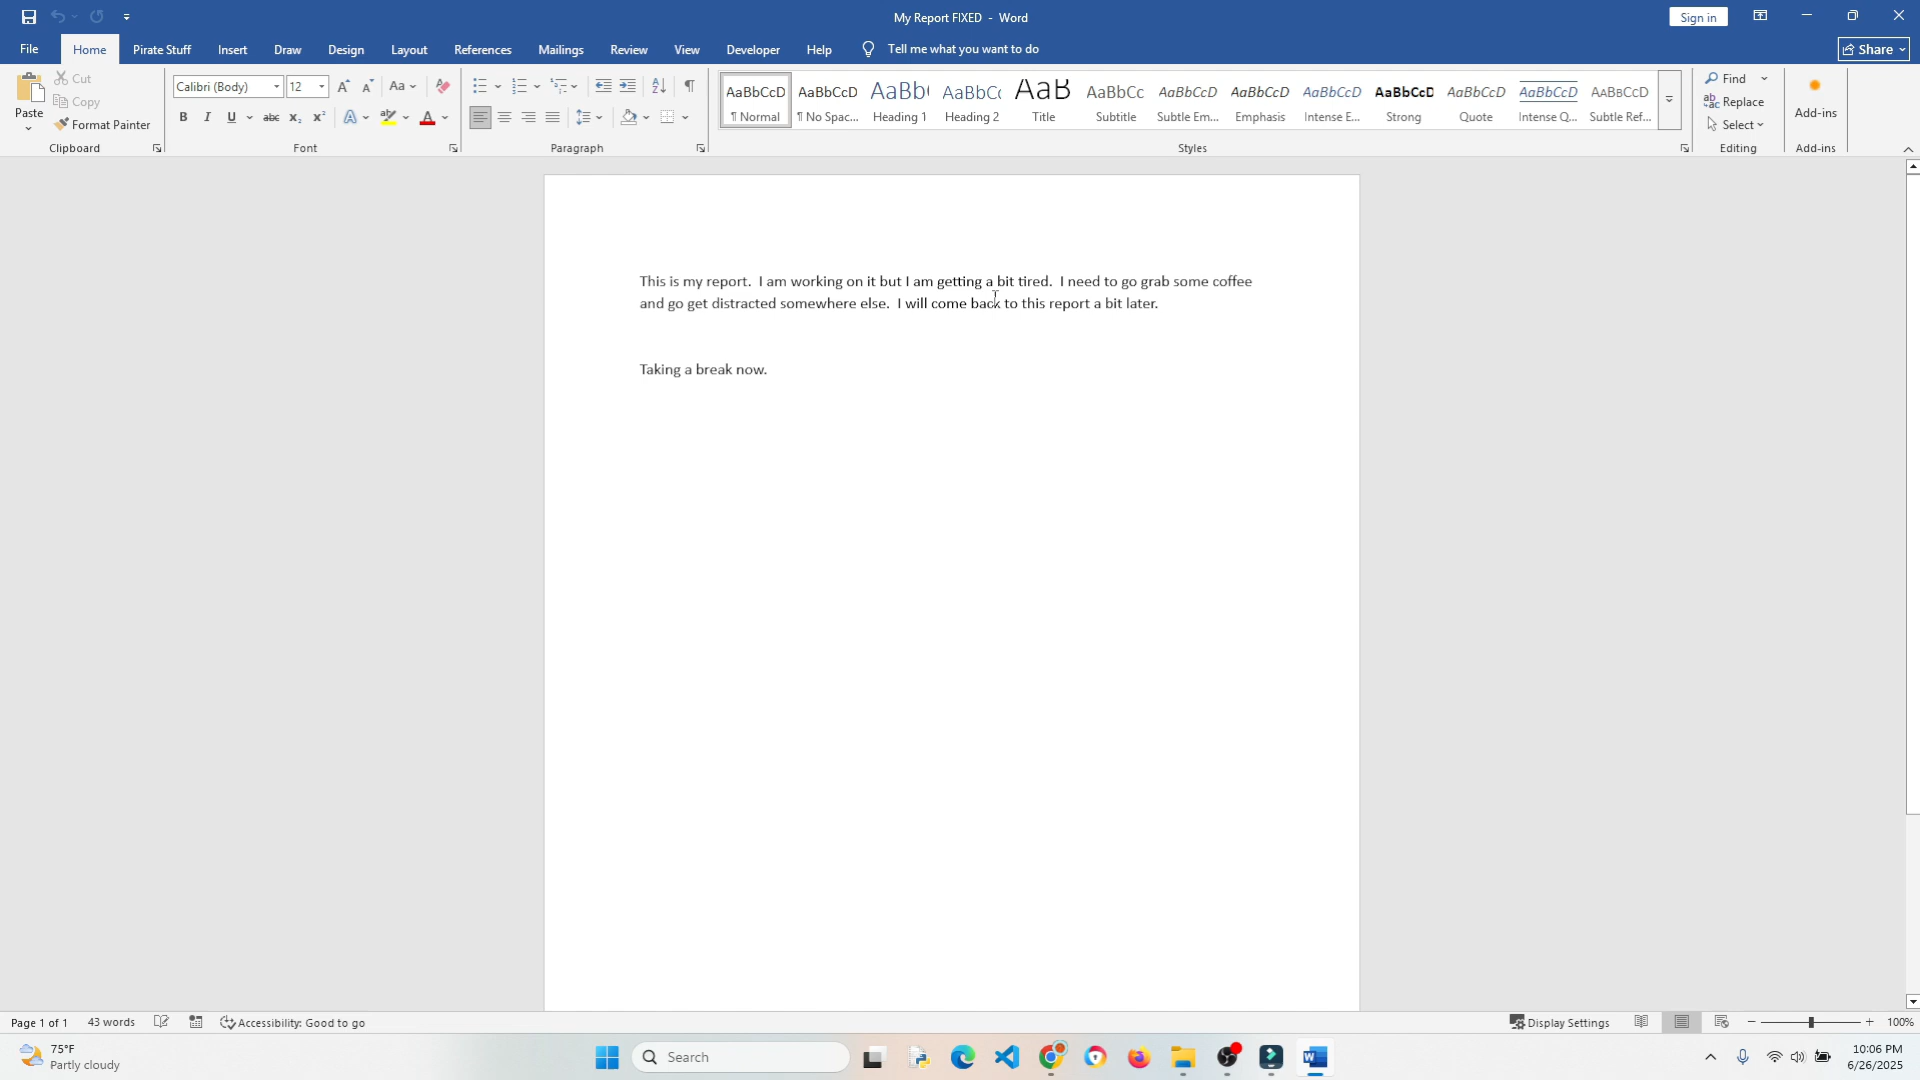 My Report FIXED - Word
Sign in
File Home Pirate Stuff Insert Draw Design Layout References Mailings Review View Developer Help Tell me what you want to do Share
Paste Cut Copy Format Painter Clipboard
Calibri (Body) 12 Aa
B I U abc x₂ x² A A
Font
Paragraph
AaBbCcD AaBbCcD AaBb( AaBbCc AaB AaBbCc AaBbCcD AaBbCcD AaBbCcD AaBbCcD AaBbCcD AaBbCcD AaBbCcD
¶ Normal ¶ No Spac... Heading 1 Heading 2 Title Subtitle Subtle Em... Emphasis Intense E... Strong Quote Intense Q... Subtle Ref...
Styles
Find
Replace
Select
Editing
Add-ins
Add-ins
This is my report. I am working on it but I am getting a bit tired. I need to go grab some coffee
and go get distracted somewhere else. I will come back to this report a bit later.
Taking a break now.
Page 1 of 1 43 words Accessibility: Good to go Display Settings 100%
75°F
Partly cloudy
Search
10:06 PM
6/26/2025